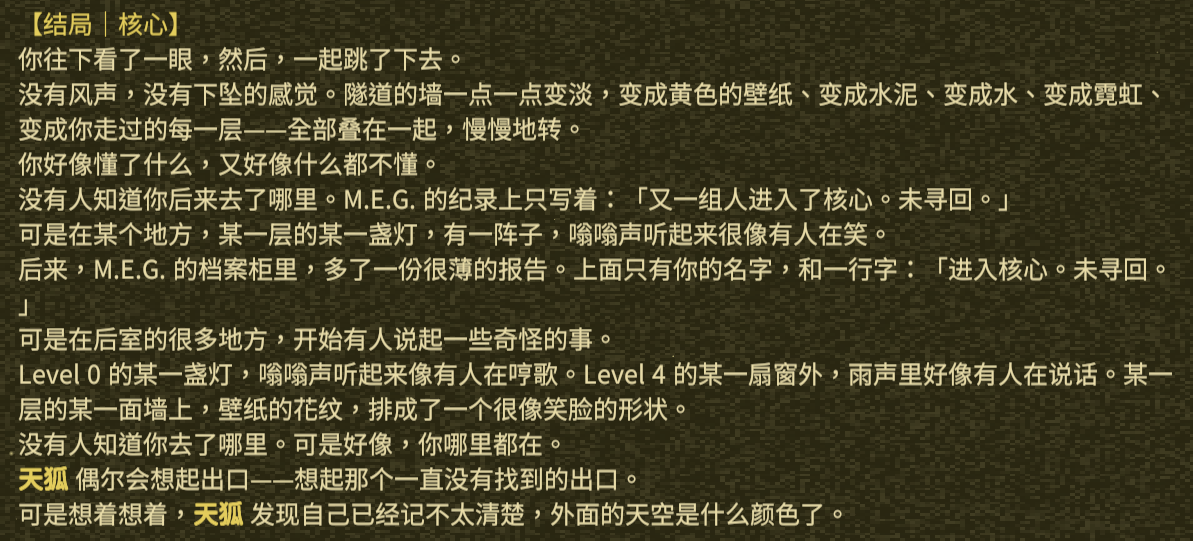 【结局｜核心】
你往下看了一眼，然后，一起跳了下去。
没有风声，没有下坠的感觉。隧道的墙一点一点变淡，变成黄色的壁纸、变成水泥、变成水、变成霓虹、
变成你走过的每一层——全部叠在一起，慢慢地转。
你好像懂了什么，又好像什么都不懂。
没有人知道你后来去了哪里。M.E.G. 的纪录上只写着：「又一组人进入了核心。未寻回。」
可是在某个地方，某一层的某一盏灯，有一阵子，嗡嗡声听起来很像有人在笑。
后来，M.E.G. 的档案柜里，多了一份很薄的报告。上面只有你的名字，和一行字：「进入核心。未寻回。
」
可是在后室的很多地方，开始有人说起一些奇怪的事。
Level 0 的某一盏灯，嗡嗡声听起来像有人在哼歌。Level 4 的某一扇窗外，雨声里好像有人在说话。某一
层的某一面墙上，壁纸的花纹，排成了一个很像笑脸的形状。
没有人知道你去了哪里。可是好像，你哪里都在。
天狐 偶尔会想起出口——想起那个一直没有找到的出口。
可是想着想着，天狐 发现自己已经记不太清楚，外面的天空是什么颜色了。